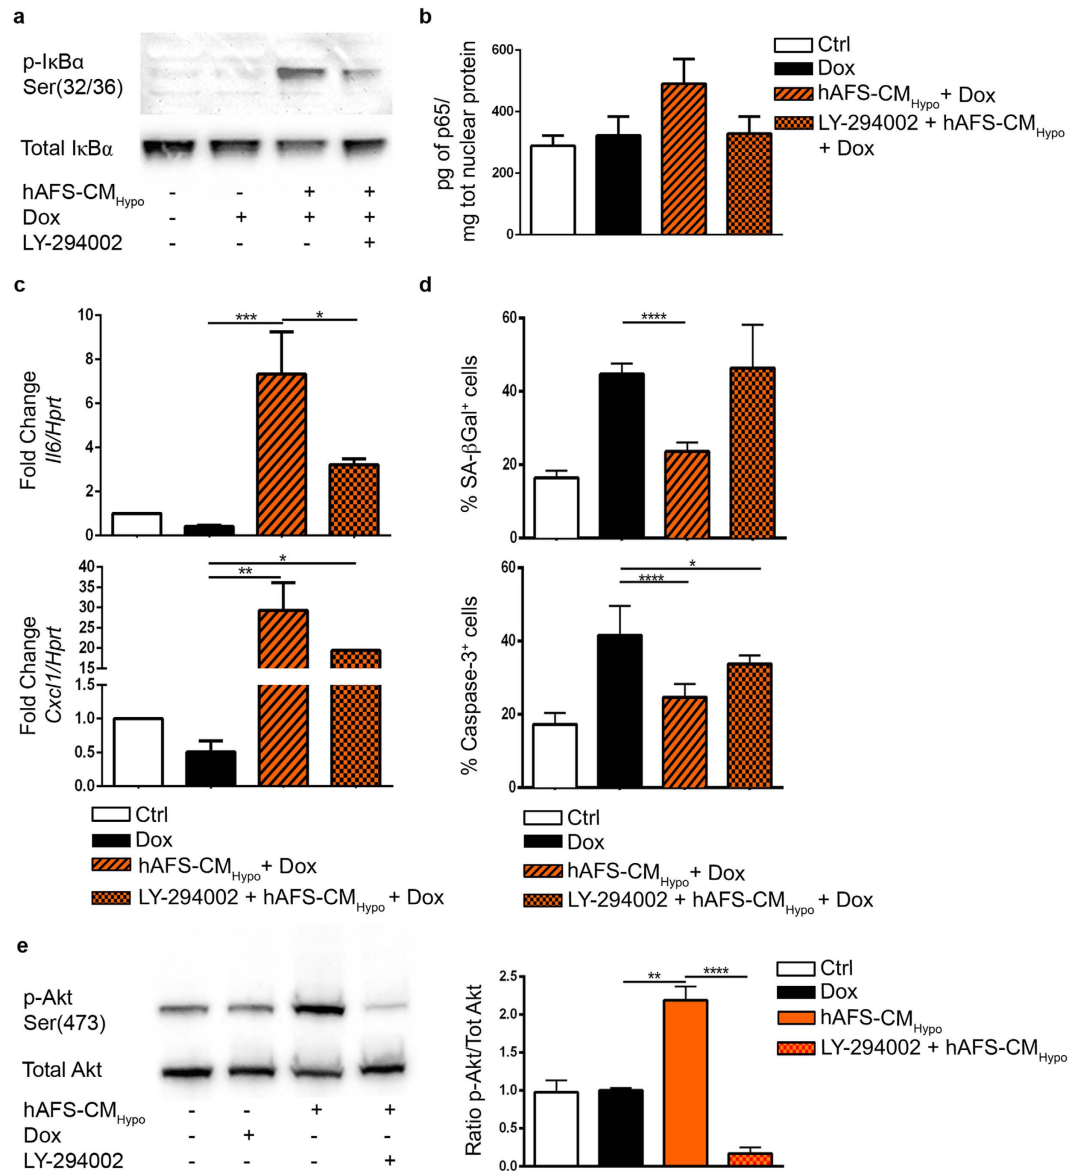 a
p-IκBα
Ser(32/36)
Total IκBα
hAFS-CMHypo - - + +
Dox - + + +
LY-294002 - - - +
b
pg of p65/
mg tot nuclear protein
600
400
200
0
Ctrl
Dox
hAFS-CMHypo + Dox
LY-294002 + hAFS-CMHypo
+ Dox
c
Fold Change
Il6/Hprt
10
8
6
4
2
0
*** *
Fold Change
Cxcl1/Hprt
40
35
30
25
20
15
1.5
1.0
0.5
0.0
*
**
Ctrl
Dox
hAFS-CMHypo + Dox
LY-294002 + hAFS-CMHypo + Dox
d
% SA-βGal+ cells
60
40
20
0
****
% Caspase-3+ cells
60
40
20
0
*
****
Ctrl
Dox
hAFS-CMHypo + Dox
LY-294002 + hAFS-CMHypo + Dox
e
p-Akt
Ser(473)
Total Akt
hAFS-CMHypo - - + +
Dox - + - -
LY-294002 - - - +
Ratio p-Akt/Tot Akt
2.5
2.0
1.5
1.0
0.5
0.0
** ****
Ctrl
Dox
hAFS-CMHypo
LY-294002 + hAFS-CMHypo